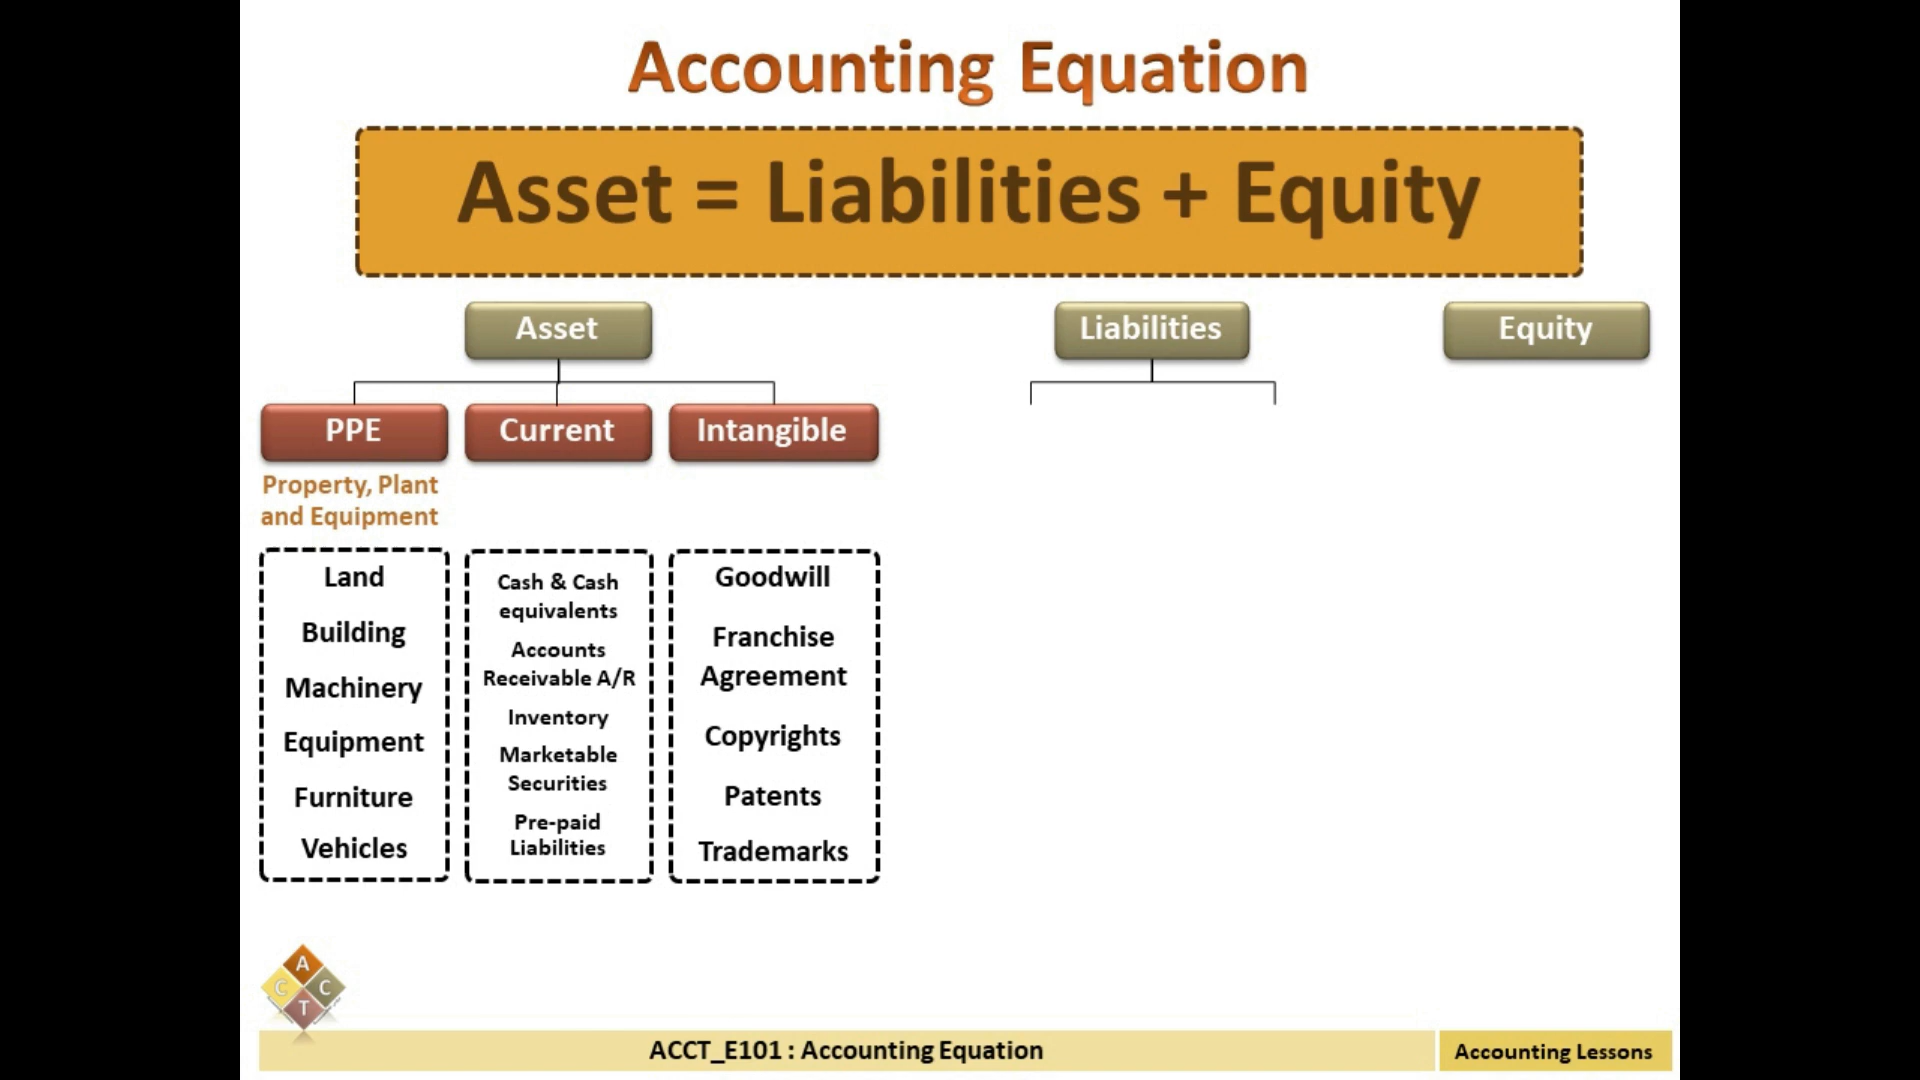 Accounting Equation
Asset = Liabilities + Equity
Asset
Liabilities
Equity
PPE
Current
Intangible
Property, Plant
and Equipment
Land
Building
Machinery
Equipment
Furniture
Vehicles
Cash & Cash
equivalents
Accounts
Receivable A/R
Inventory
Marketable
Securities
Pre-paid
Liabilities
Goodwill
Franchise
Agreement
Copyrights
Patents
Trademarks
A
C C
T
ACCT_E101 : Accounting Equation
Accounting Lessons